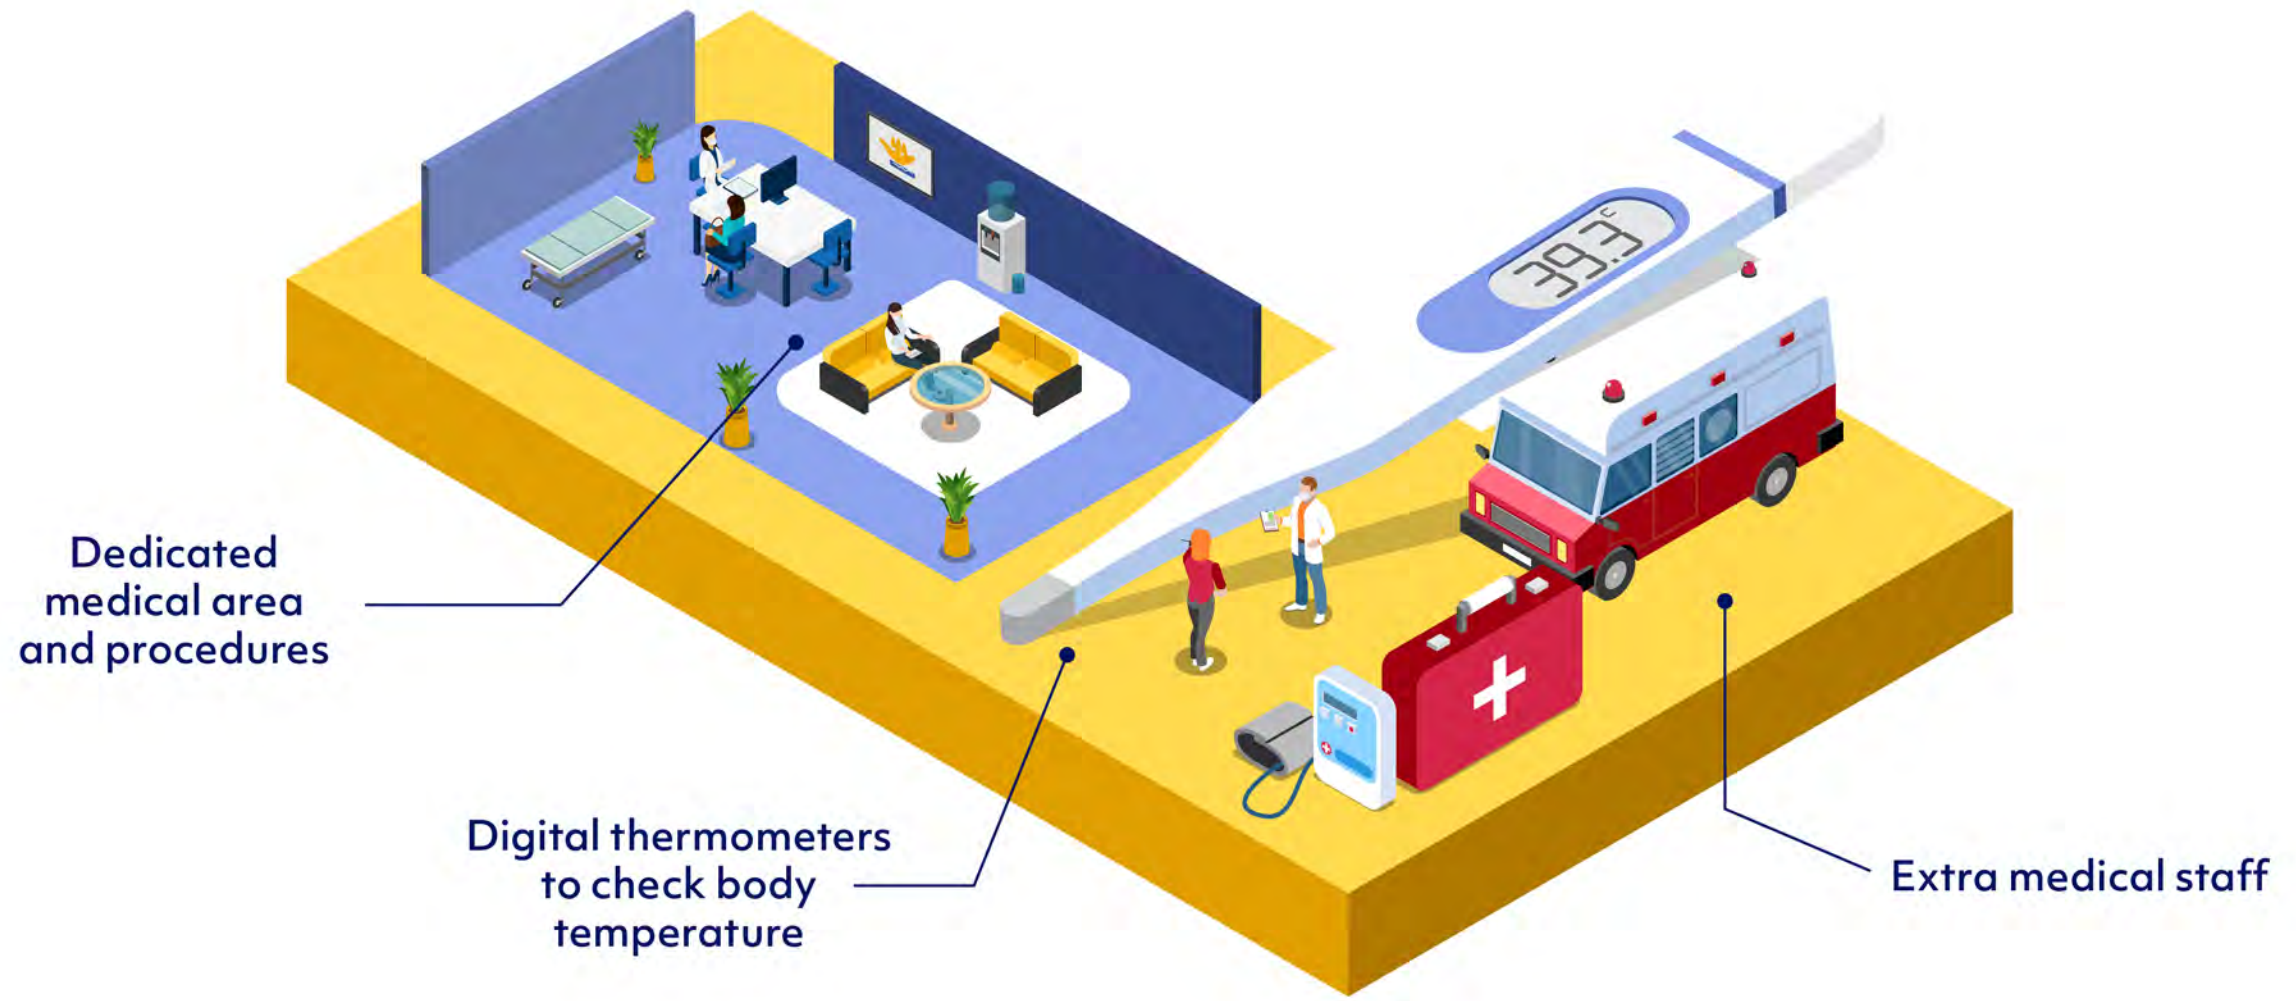 39.3
Dedicated
medical area
and procedures
Digital thermometers
to check body
temperature
Extra medical staff